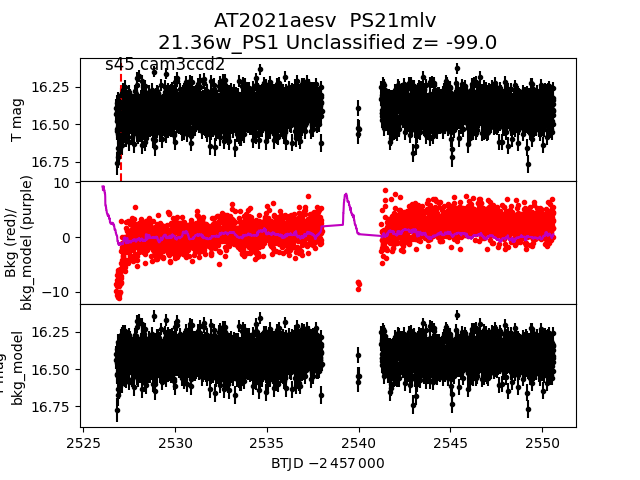 AT2021aesv PS21mlv
21.36w_PS1 Unclassified z= -99.0
s45 cam3ccd2
16.25
16.50
16.75
T mag
10
0
−10
Bkg (red)/
bkg_model (purple)
16.25
16.50
16.75
mag
bkg_model
2525
2530
2535
2540
2545
2550
BTJD −2 457 000